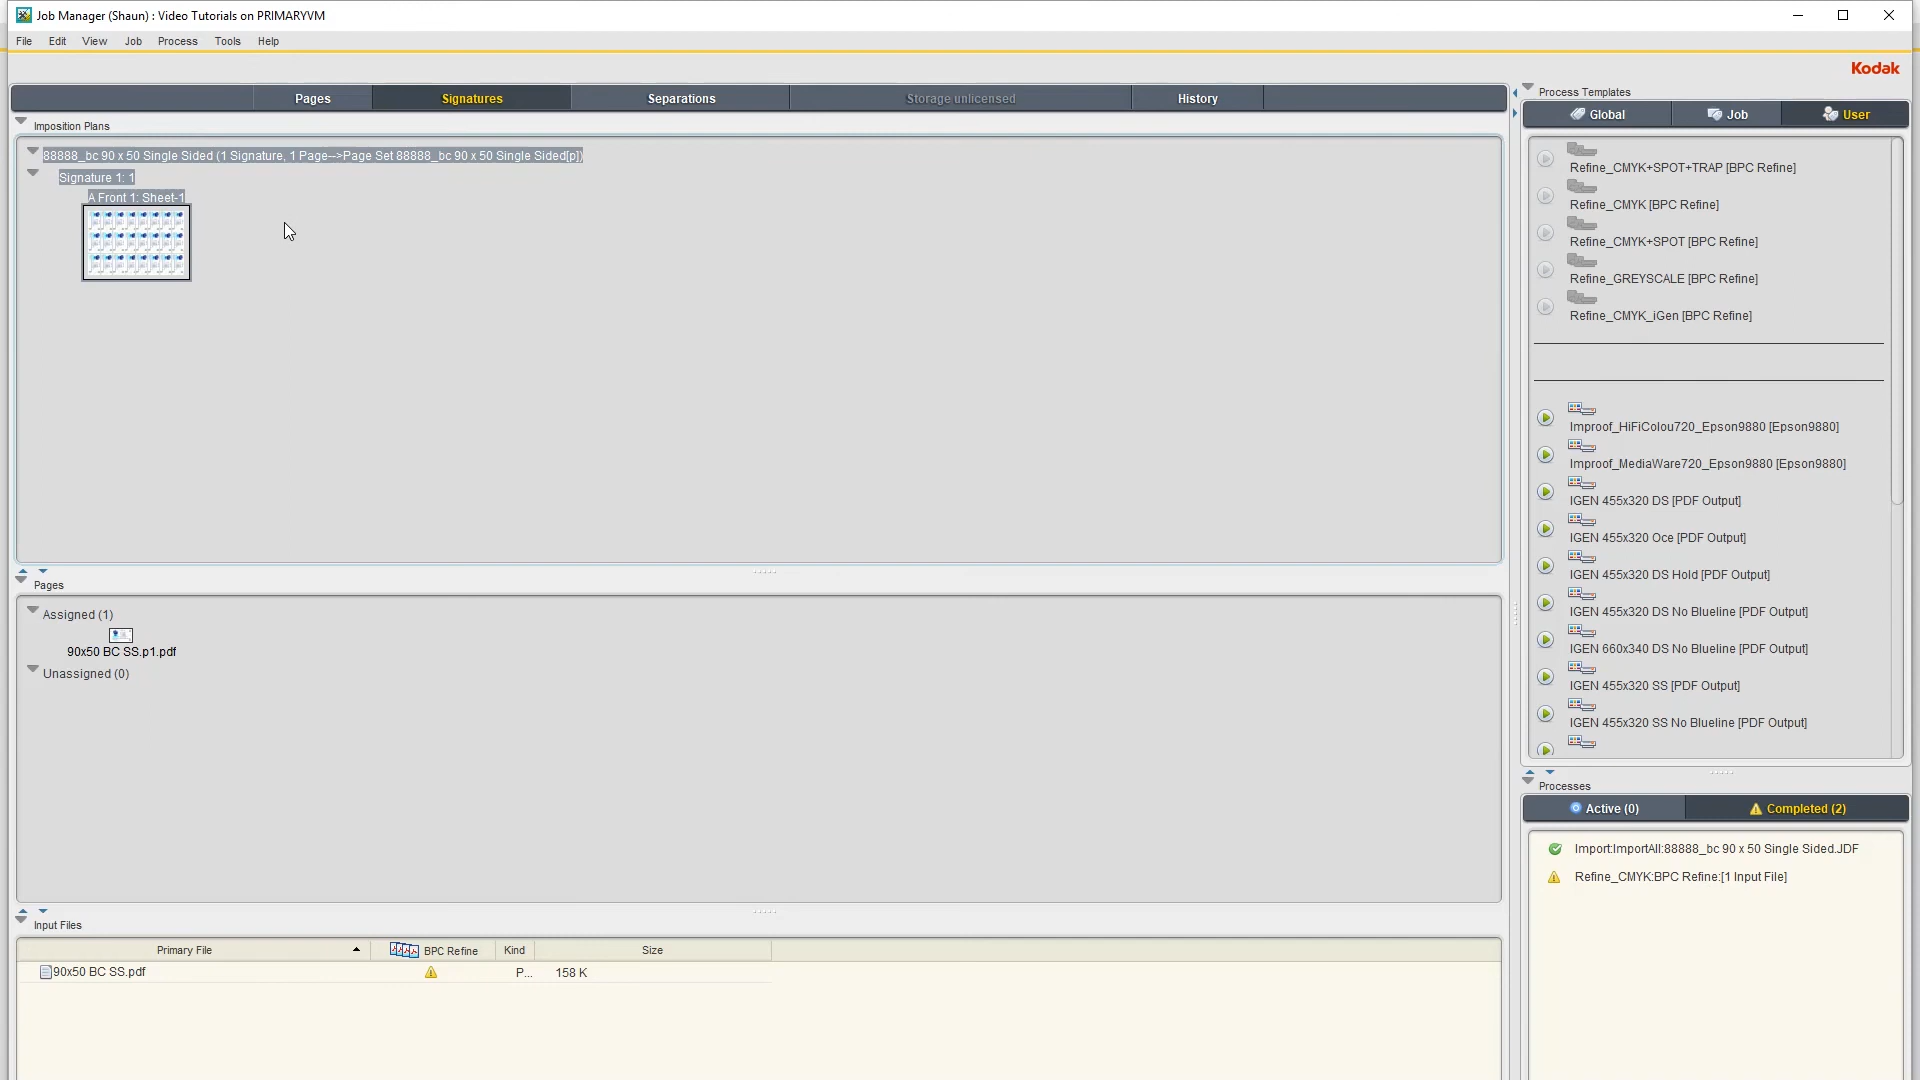 Job Manager (Shaun) : Video Tutorials on PRIMARYVM
File Edit View Job Process Tools Help
Kodak
Pages Signatures Separations Storage unlicensed History
Imposition Plans
88888_bc 90 x 50 Single Sided (1 Signature, 1 Page-->Page Set 88888_bc 90 x 50 Single Sided[p])
Signature 1: 1
A Front 1: Sheet-1
Pages
Assigned (1)
90x50 BC SS.p1.pdf
Unassigned (0)
Input Files
Primary File BPC Refine Kind Size
90x50 BC SS.pdf P... 158 K
Process Templates
Global Job User
Refine_CMYK+SPOT+TRAP [BPC Refine]
Refine_CMYK [BPC Refine]
Refine_CMYK+SPOT [BPC Refine]
Refine_GREYSCALE [BPC Refine]
Refine_CMYK_iGen [BPC Refine]
Improof_HiFiColou720_Epson9880 [Epson9880]
Improof_MediaWare720_Epson9880 [Epson9880]
IGEN 455x320 DS [PDF Output]
IGEN 455x320 Oce [PDF Output]
IGEN 455x320 DS Hold [PDF Output]
IGEN 455x320 DS No Blueline [PDF Output]
IGEN 660x340 DS No Blueline [PDF Output]
IGEN 455x320 SS [PDF Output]
IGEN 455x320 SS No Blueline [PDF Output]
Processes
Active (0) Completed (2)
Import:ImportAll:88888_bc 90 x 50 Single Sided.JDF
Refine_CMYK:BPC Refine:[1 Input File]